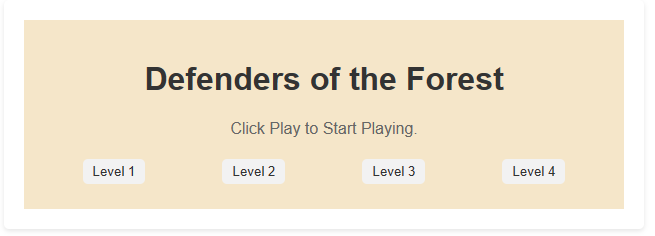 Defenders of the Forest
Click Play to Start Playing.
Level 1 Level 2 Level 3 Level 4